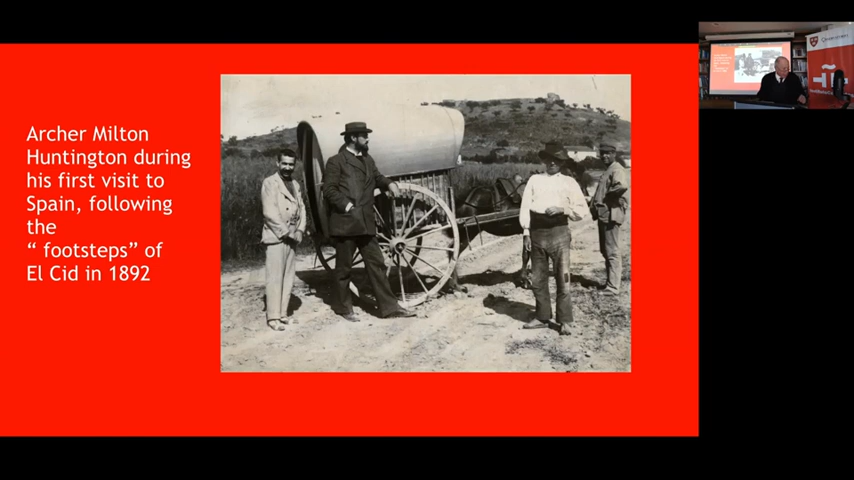 Archer Milton
Huntington during
his first visit to
Spain, following
the
“ footsteps” of
El Cid in 1892